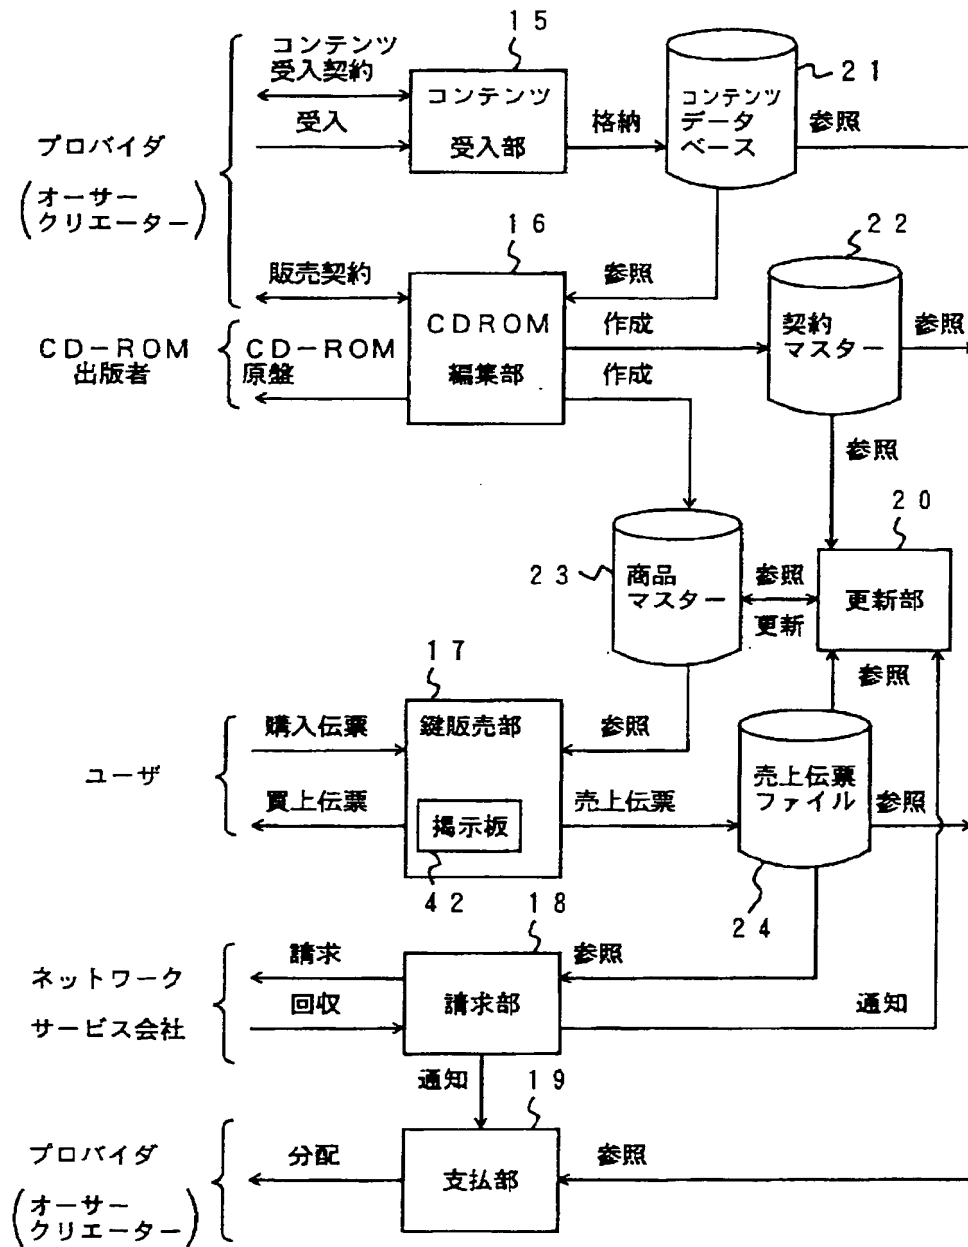 １５
コンテンツ
受入契約
受入
コンテンツ
受入部
格納
２１
コンテンツ
データ
ベース
参照
プロバイダ
(オーサー
クリエーター)
１６
販売契約
参照
ＣＤＲＯＭ
編集部
作成
作成
２２
契約
マスター
参照
ＣＤ－ＲＯＭ
出版者
ＣＤ－ＲＯＭ
原盤
参照
２０
２３
商品
マスター
参照
更新
更新部
１７
参照
購入伝票
鍵販売部
参照
ユーザ
買上伝票
掲示板
売上伝票
売上伝票
ファイル
参照
４２
１８
２４
ネットワーク
サービス会社
請求
回収
請求部
参照
通知
通知
１９
プロバイダ
(オーサー
クリエーター)
分配
支払部
参照